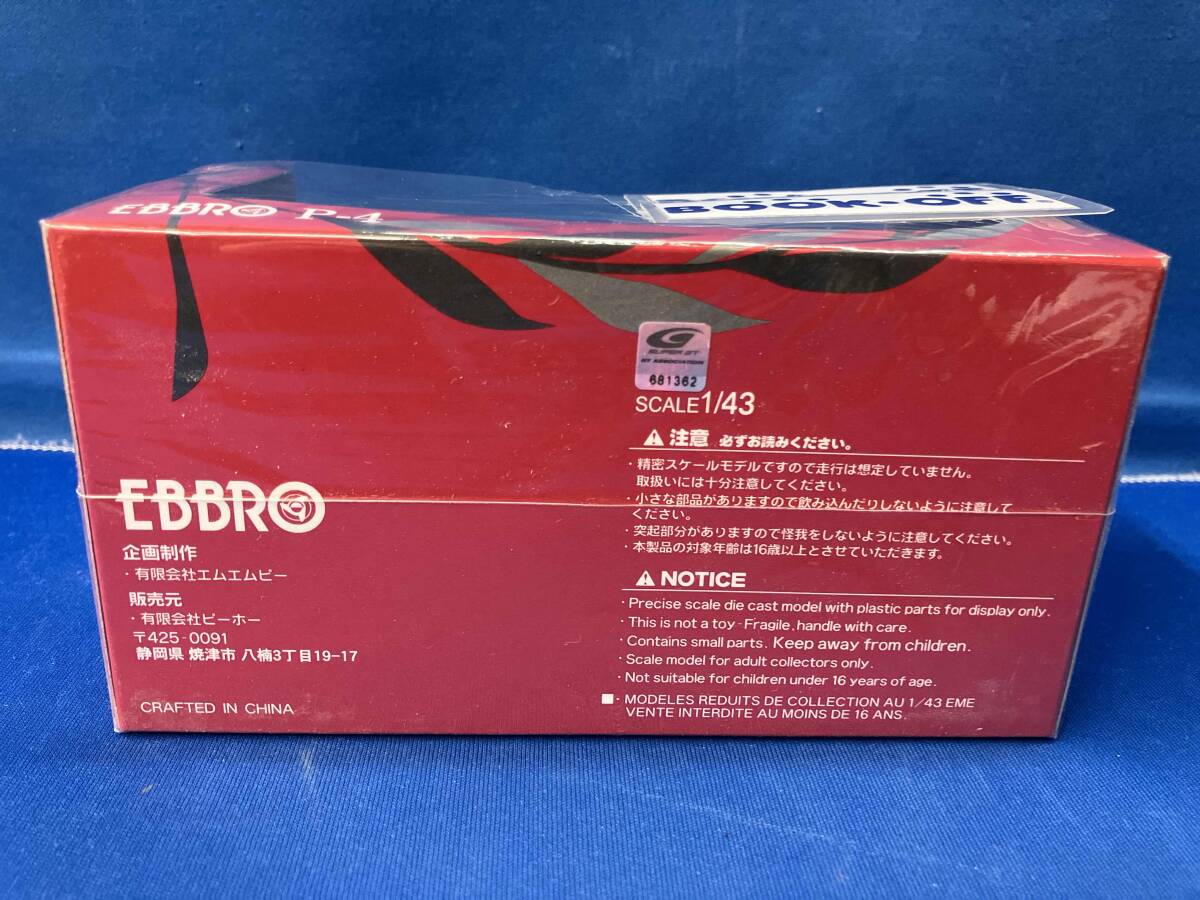 EBBRO P-4
BOOK-OFF
SUPER GT
GT ASSOCIATION
681362
SCALE1/43
注意 必ずお読みください。
・精密スケールモデルですので走行は想定していません。
取扱いには十分注意してください。
・小さな部品がありますので飲み込んだりしないように注意して
ください。
・突起部分がありますので怪我をしないように注意してください。
・本製品の対象年齢は16歳以上とさせていただきます。
NOTICE
・Precise scale die cast model with plastic parts for display only.
・This is not a toy-Fragile, handle with care.
・Contains small parts. Keep away from children.
・Scale model for adult collectors only.
・Not suitable for children under 16 years of age.
■・MODELES REDUITS DE COLLECTION AU 1/43 EME
VENTE INTERDITE AU MOINS DE 16 ANS.
EBBRO
企画制作
・有限会社エムエムピー
販売元
・有限会社ビーホー
〒425-0091
静岡県 焼津市 八楠3丁目19-17
CRAFTED IN CHINA